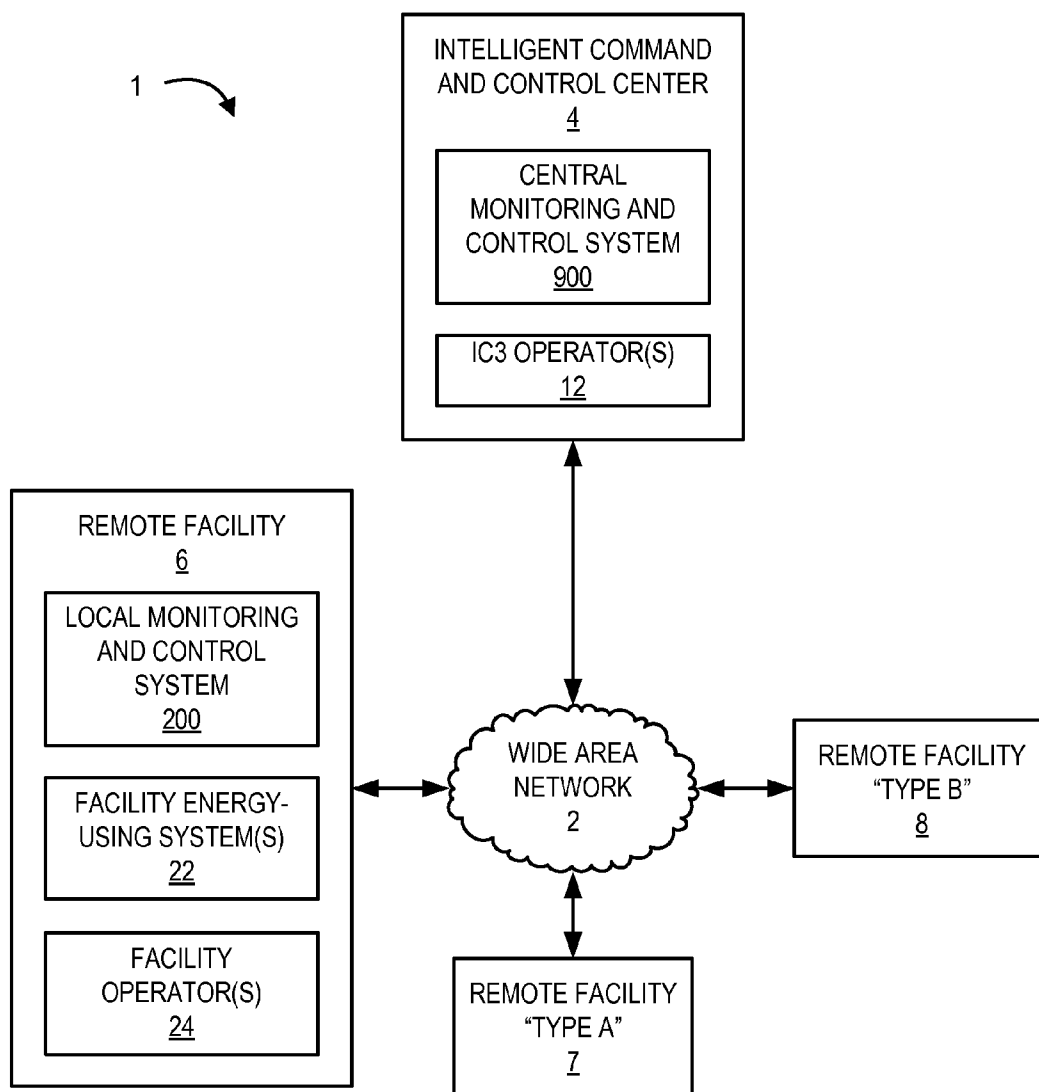 1
INTELLIGENT COMMAND
AND CONTROL CENTER
4
CENTRAL
MONITORING AND
CONTROL SYSTEM
900
IC3 OPERATOR(S)
12
REMOTE FACILITY
6
LOCAL MONITORING
AND CONTROL
SYSTEM
200
FACILITY ENERGY-
USING SYSTEM(S)
22
FACILITY
OPERATOR(S)
24
WIDE AREA
NETWORK
2
REMOTE FACILITY
“TYPE B”
8
REMOTE FACILITY
“TYPE A”
7